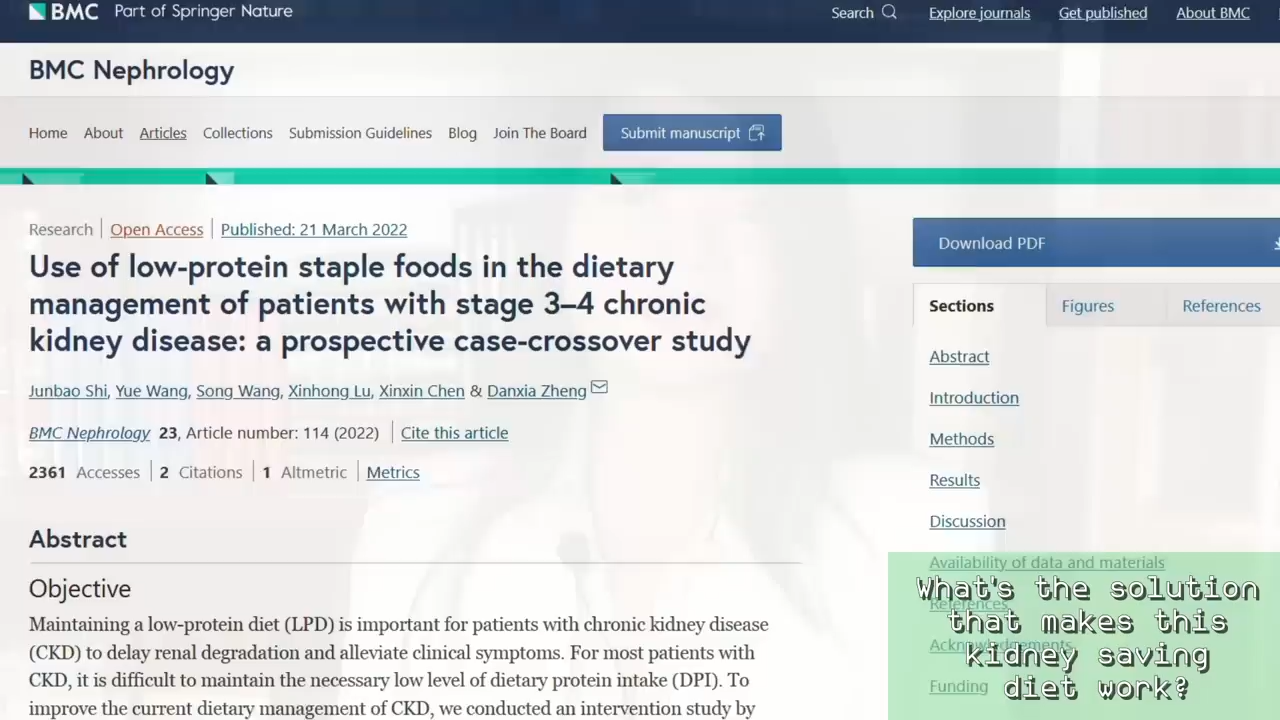 BMC Part of Springer Nature
Search Explore journals Get published About BMC
BMC Nephrology
Home About Articles Collections Submission Guidelines Blog Join The Board Submit manuscript
Research Open Access Published: 21 March 2022
Use of low-protein staple foods in the dietary
management of patients with stage 3–4 chronic
kidney disease: a prospective case-crossover study
Junbao Shi, Yue Wang, Song Wang, Xinhong Lu, Xinxin Chen & Danxia Zheng
BMC Nephrology 23, Article number: 114 (2022) Cite this article
2361 Accesses 2 Citations 1 Altmetric Metrics
Abstract
Objective
Maintaining a low-protein diet (LPD) is important for patients with chronic kidney disease
(CKD) to delay renal degradation and alleviate clinical symptoms. For most patients with
CKD, it is difficult to maintain the necessary low level of dietary protein intake (DPI). To
improve the current dietary management of CKD, we conducted an intervention study by
Download PDF
Sections Figures References
Abstract
Introduction
Methods
Results
Discussion
Availability of data and materials
References
Acknowledgements
Funding
What's the solution
that makes this
kidney saving
diet work?